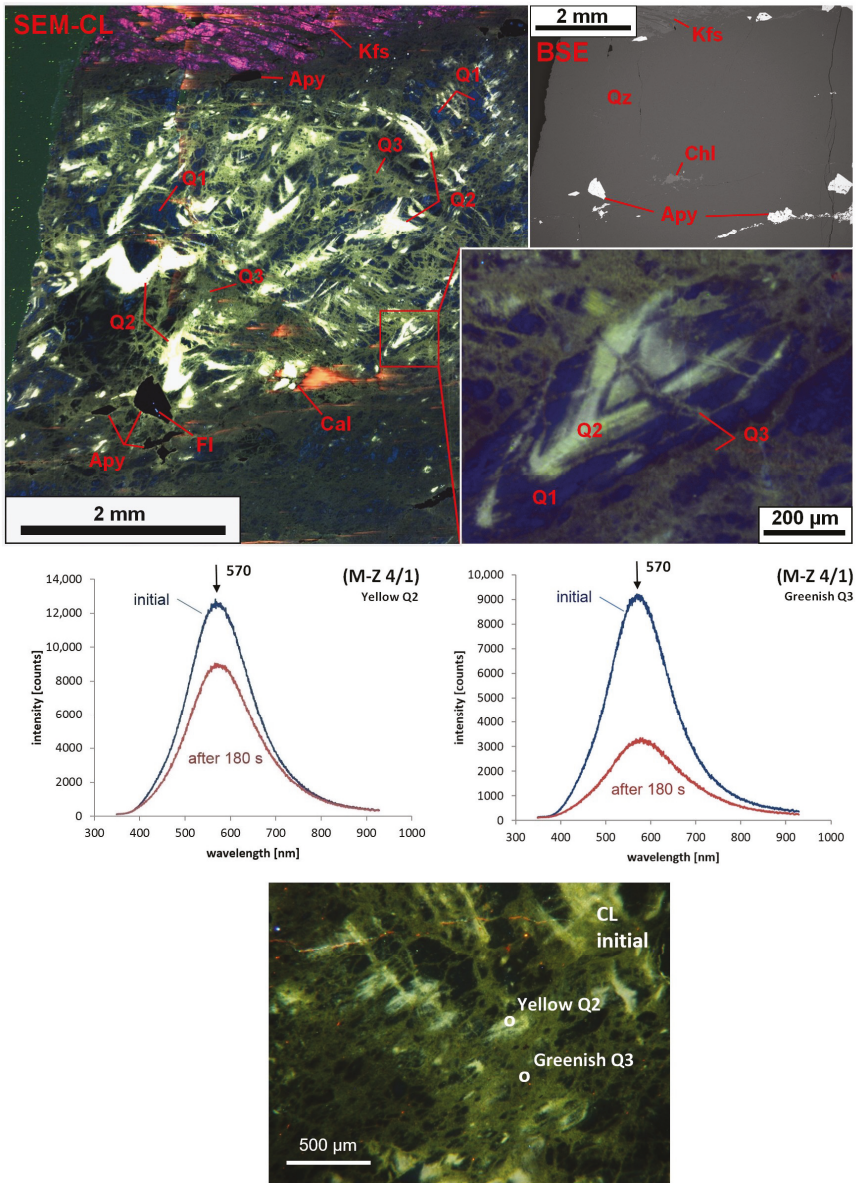 SEM-CL
Kfs
Apy
Q1
Q3
Q1
Q2
Q3
Q2
Cal
Fl
Apy
2 mm
2 mm
BSE
Kfs
Qz
Chl
Apy
Q2
Q3
Q1
200 µm
570
(M-Z 4/1)
Yellow Q2
initial
after 180 s
intensity [counts]
14,000
12,000
10,000
8000
6000
4000
2000
0
300 400 500 600 700 800 900 1000
wavelength [nm]
570
(M-Z 4/1)
Greenish Q3
initial
after 180 s
intensity [counts]
10,000
9000
8000
7000
6000
5000
4000
3000
2000
1000
0
300 400 500 600 700 800 900 1000
wavelength [nm]
CL
initial
Yellow Q2
Greenish Q3
500 µm